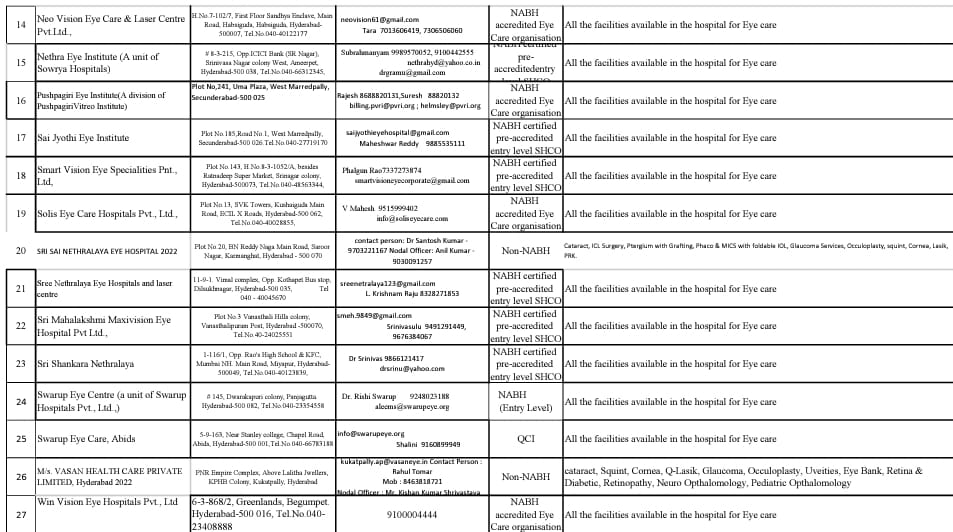 14
Neo Vision Eye Care & Laser Centre
Pvt.Ltd.,
H.No.7-102/7, First Floor Sandhya Enclave, Main
Road, Habsiguda, Habsiguda, Hyderabad-
500007, Tel.No.040-40122177
neovision61@gmail.com
Tara 7013606419, 7306506060
NABH
accredited Eye
Care organisation
All the facilities available in the hospital for Eye care
15
Nethra Eye Institute (A unit of
Sowrya Hospitals)
# 8-3-215, Opp.ICICI Bank (SR Nagar),
Srinivasa Nagar colony West, Ameerpet,
Hyderabad-500 038, Tel.No.040-66312345,
Subrahmanyam 9989570052, 9100442555
nethrahyd@yahoo.co.in
drgramu@gmail.com
NABH certified
pre-
accreditedentry
level SHCO
All the facilities available in the hospital for Eye care
16
Pushpagiri Eye Institute(A division of
PushpagiriVitreo Institute)
Plot No,241, Uma Plaza, West Marredpally,
Secunderabad-500 025
Rajesh 8688820131,Suresh 88820132
billing.pvri@pvri.org ; helmsley@pvri.org
NABH
accredited Eye
Care organisation
All the facilities available in the hospital for Eye care
17
Sai Jyothi Eye Institute
Plot No.185,Road No.1, West Marredpally,
Secunderabad-500 026.Tel.No.040-27719170
saijyothieyehospital@gmail.com
Maheshwar Reddy 9885535111
NABH certified
pre-accredited
entry level SHCO
All the facilities available in the hospital for Eye care
18
Smart Vision Eye Specialities Pnt.,
Ltd,
Plot No.143, H No.8-3-1052/A, besides
Ratnadeep Super Market, Srinagar colony,
Hyderabad-500073, Tel.No.040-48563344,
Phalgun Rao7337273874
smartvisioneyecorporate@gmail.com
NABH certified
pre-accredited
entry level SHCO
All the facilities available in the hospital for Eye care
19
Solis Eye Care Hospitals Pvt., Ltd.,
Plot No.13, SVK Towers, Kushaiguda Main
Road, ECIL X Roads, Hyderabad-500 062,
Tel.No.040-40028855,
V Mahesh 9515999402
info@soliseyecare.com
NABH
accredited Eye
Care organisation
All the facilities available in the hospital for Eye care
20
SRI SAI NETHRALAYA EYE HOSPITAL 2022
Plot No.20, BN Reddy Naga Main Road, Saroor
Nagar, Karmanghat, Hyderabad - 500 070
contact person: Dr Santosh Kumar -
9703221167 Nodal Officer: Anil Kumar -
9030091257
Non-NABH
Cataract, ICL Surgery, Ptergium with Grafting, Phaco & MICS with foldable IOL, Glaucoma Services, Occuloplasty, squint, Cornea, Lasik,
PRK.
21
Sree Nethralaya Eye Hospitals and laser
centre
11-9-1 Vimal complex, Opp. Kothapet Bus stop,
Dilsukhnagar, Hyderabad-500 035, Tel
040 - 40045670
sreenetralaya123@gmail.com
L. Krishnam Raju 8328271853
NABH certified
pre-accredited
entry level SHCO
All the facilities available in the hospital for Eye care
22
Sri Mahalakshmi Maxivision Eye
Hospital Pvt Ltd.,
Plot No.3 Vanasthali Hills colony,
Vanasthalipuram Post, Hyderabad -500070,
Tel.No.40-24025551
smeh.9849@gmail.com
Srinivasulu 9491291449,
9676384067
NABH certified
pre-accredited
entry level SHCO
All the facilities available in the hospital for Eye care
23
Sri Shankara Nethralaya
1-116/1, Opp. Rao's High School & KFC,
Mumbai NH. Main Road, Miyapur, Hyderabad-
500049, Tel.No.040-40123839,
Dr Srinivas 9866121417
drsrinu@yahoo.com
NABH certified
pre-accredited
entry level SHCO
All the facilities available in the hospital for Eye care
24
Swarup Eye Centre (a unit of Swarup
Hospitals Pvt., Ltd.,)
# 145, Dwarakapuri colony, Panjagutta
Hyderabad-500 082, Tel.No.040-23354558
Dr. Rishi Swarup 9248023188
aleems@swarupeye.org
NABH
(Entry Level)
All the facilities available in the hospital for Eye care
25
Swarup Eye Care, Abids
5-9-163, Near Stanley college, Chapel Road,
Abids, Hyderabad-500 001,Tel.No.040-66783188
info@swarupeye.org
Shalini 9160899949
QCI
All the facilities available in the hospital for Eye care
26
M/s. VASAN HEALTH CARE PRIVATE
LIMITED, Hyderabad 2022
PNR Empire Complex, Above Lalitha Jwellers,
KPHB Colony, Kukatpally, Hyderabad
kukatpally.ap@vasaneye.in Contact Person :
Rahul Tomar
Mob : 8463818721
Nodal Officer : Mr. Kishan Kumar Shrivastava
Non-NABH
cataract, Squint, Cornea, Q-Lasik, Glaucoma, Occuloplasty, Uveities, Eye Bank, Retina &
Diabetic, Retinopathy, Neuro Opthalomology, Pediatric Opthalomology
27
Win Vision Eye Hospitals Pvt., Ltd
6-3-868/2, Greenlands, Begumpet.
Hyderabad-500 016, Tel.No.040-
23408888
9100004444
NABH
accredited Eye
Care organisation
All the facilities available in the hospital for Eye care